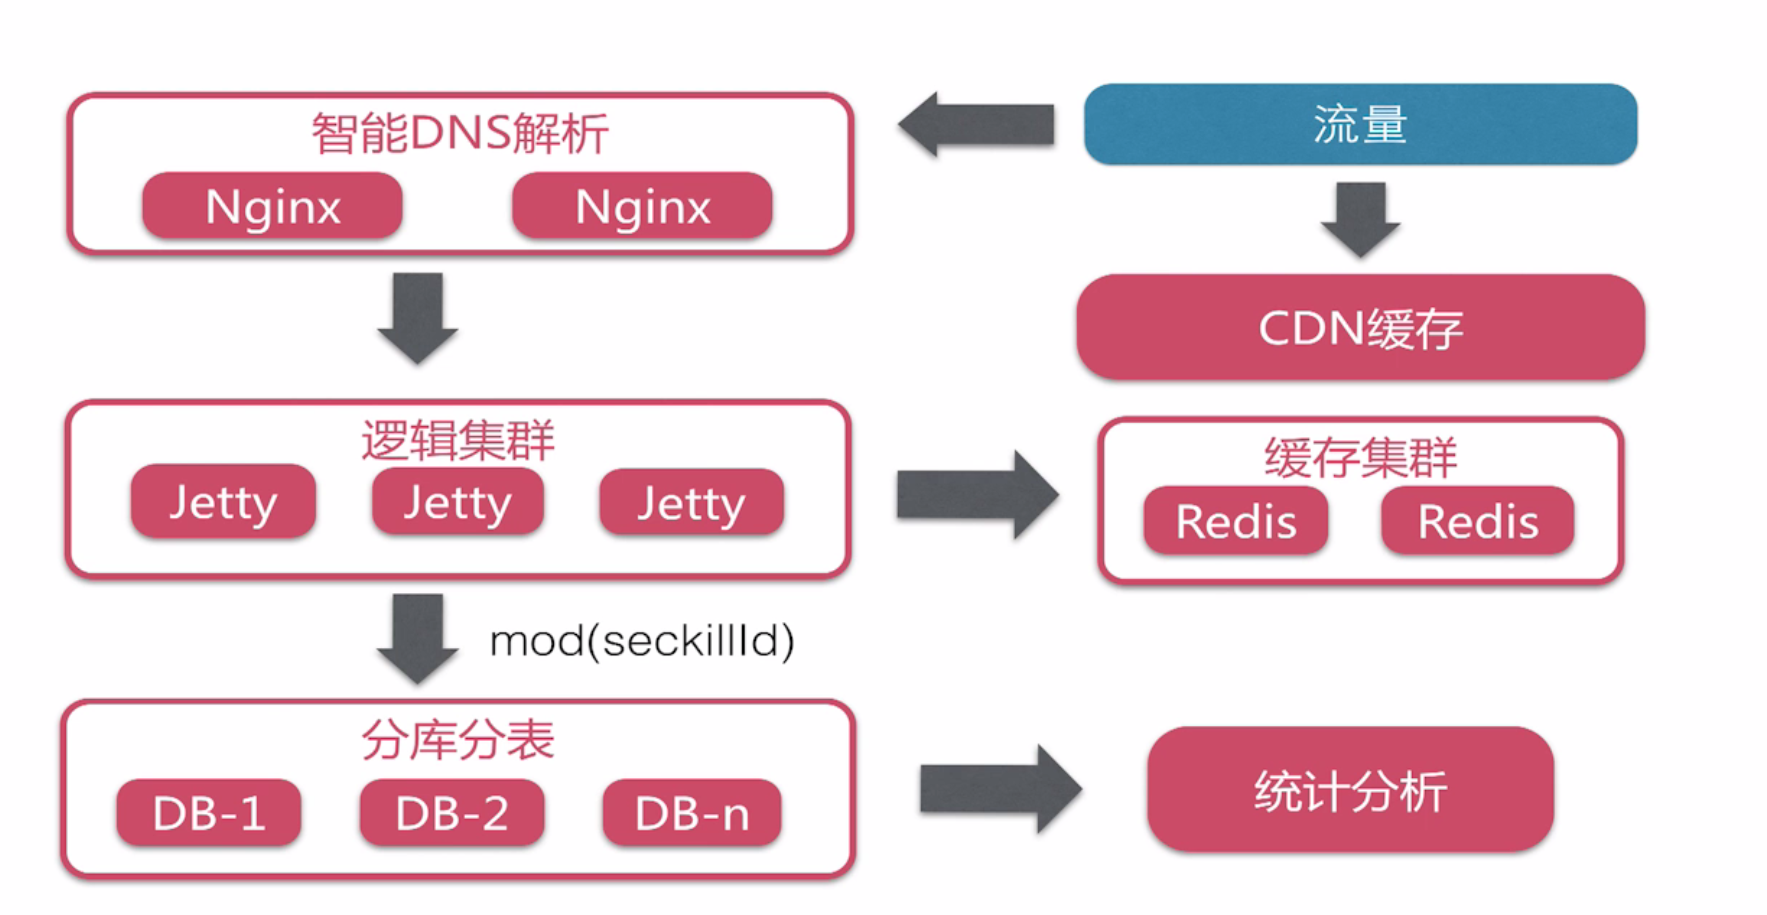 智能DNS解析
Nginx
Nginx
流量
CDN缓存
逻辑集群
Jetty
Jetty
Jetty
缓存集群
Redis
Redis
mod(seckillId)
分库分表
DB-1
DB-2
DB-n
统计分析